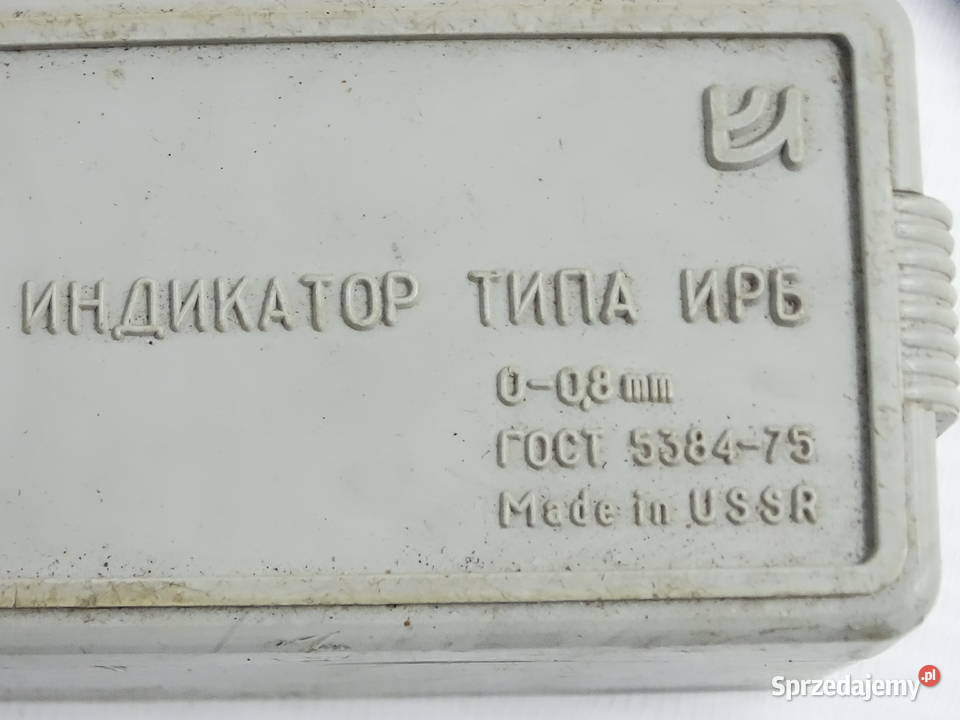 ИНДИКАТОР ТИПА ИРБ
0-0,8 mm
ГОСТ 5384-75
Made in USSR
Sprzedajemy.pl